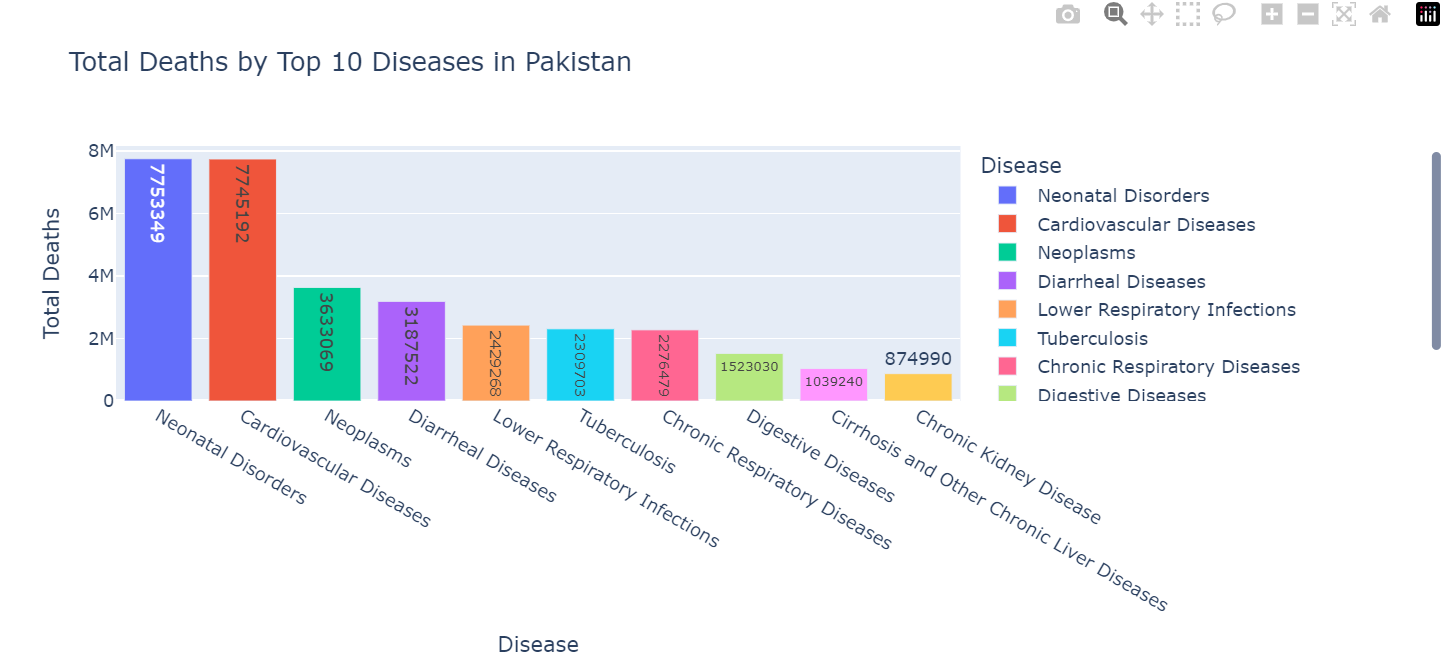 Total Deaths by Top 10 Diseases in Pakistan
8M
6M
4M
2M
0
Total Deaths
7753349
7745192
3633069
3187522
2429268
2309703
2276479
1523030
1039240
874990
Neonatal Disorders
Cardiovascular Diseases
Neoplasms
Diarrheal Diseases
Lower Respiratory Infections
Tuberculosis
Chronic Respiratory Diseases
Digestive Diseases
Cirrhosis and Other Chronic Liver Diseases
Chronic Kidney Disease
Disease
Disease
Neonatal Disorders
Cardiovascular Diseases
Neoplasms
Diarrheal Diseases
Lower Respiratory Infections
Tuberculosis
Chronic Respiratory Diseases
Digestive Diseases